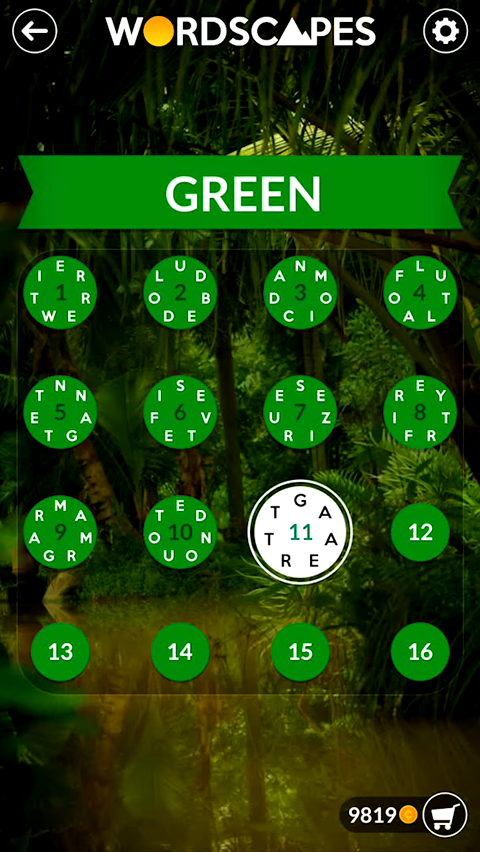 WORDSCAPES
GREEN
I E R
T 1 R
W E
L U D
O 2 B
D E
A N M
D 3 O
C I
F L U
O 4 T
A L
T N N
E 5 A
T G
I S E
F 6 V
E T
E S E
U 7 Z
R I
R E Y
I 8 T
F R
R M A
A 9 M
G R
T E D
O 10 N
U O
T G A
T 11 A
R E
12
13
14
15
16
9819